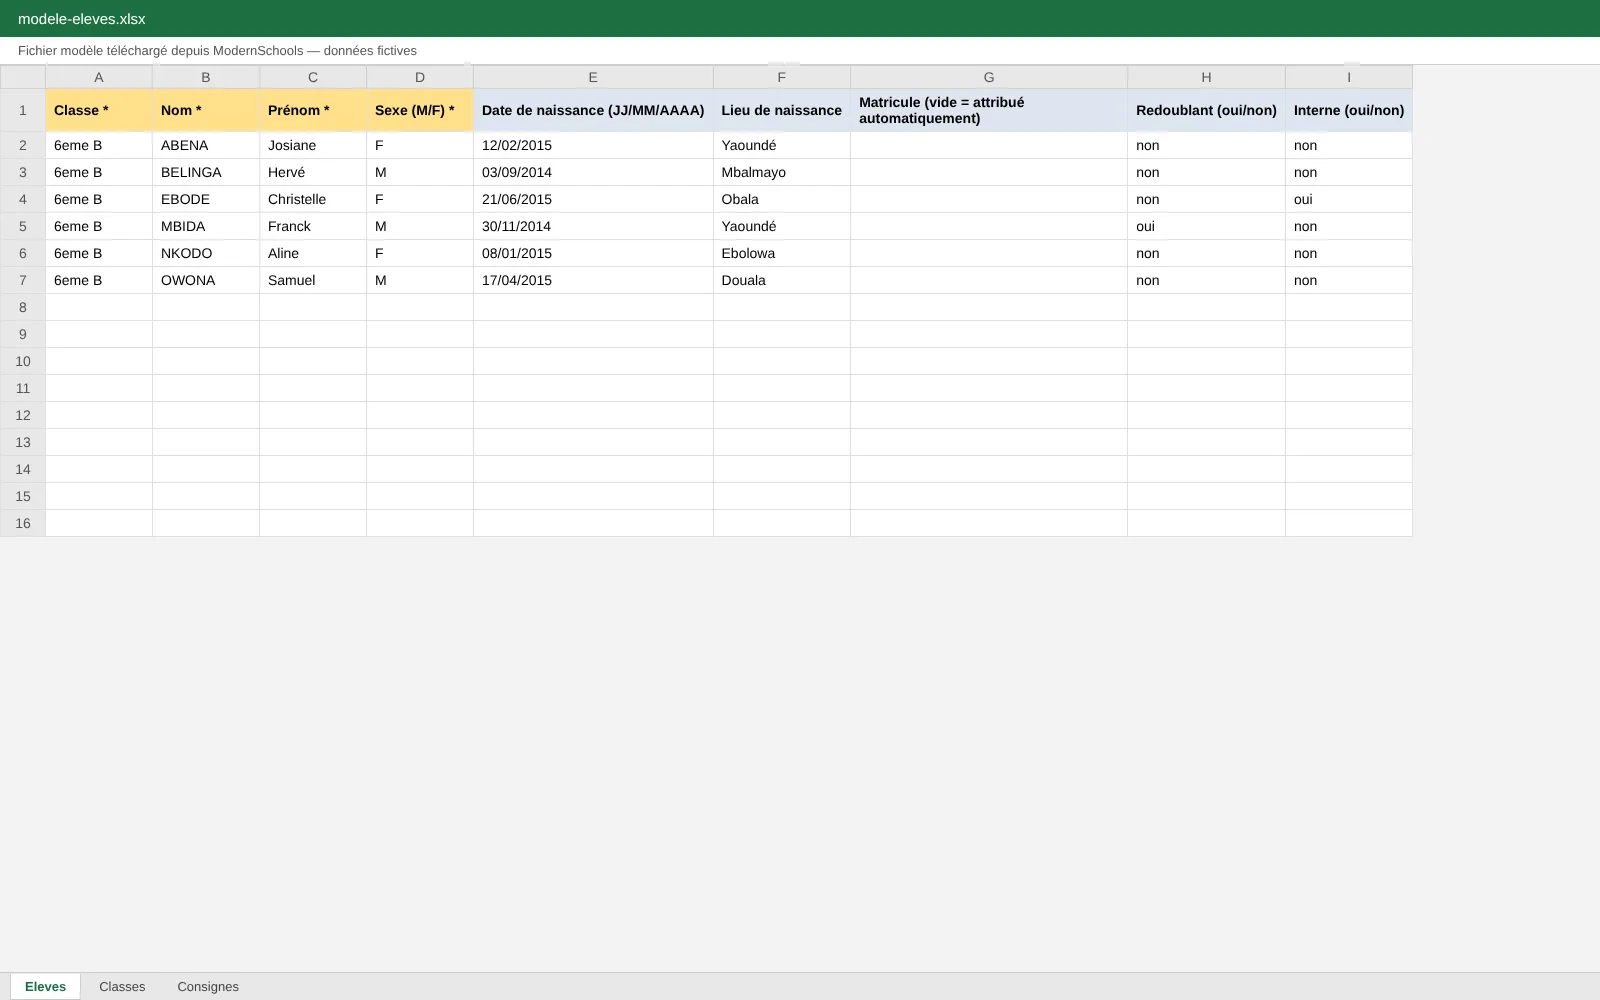 modele-eleves.xlsx
Fichier modèle téléchargé depuis ModernSchools — données fictives
A B C D E F G H I
1 Classe * Nom * Prénom * Sexe (M/F) * Date de naissance (JJ/MM/AAAA) Lieu de naissance Matricule (vide = attribué automatiquement) Redoublant (oui/non) Interne (oui/non)
2 6eme B ABENA Josiane F 12/02/2015 Yaoundé non non
3 6eme B BELINGA Hervé M 03/09/2014 Mbalmayo non non
4 6eme B EBODE Christelle F 21/06/2015 Obala non oui
5 6eme B MBIDA Franck M 30/11/2014 Yaoundé oui non
6 6eme B NKODO Aline F 08/01/2015 Ebolowa non non
7 6eme B OWONA Samuel M 17/04/2015 Douala non non
8
9
10
11
12
13
14
15
16
Eleves Classes Consignes